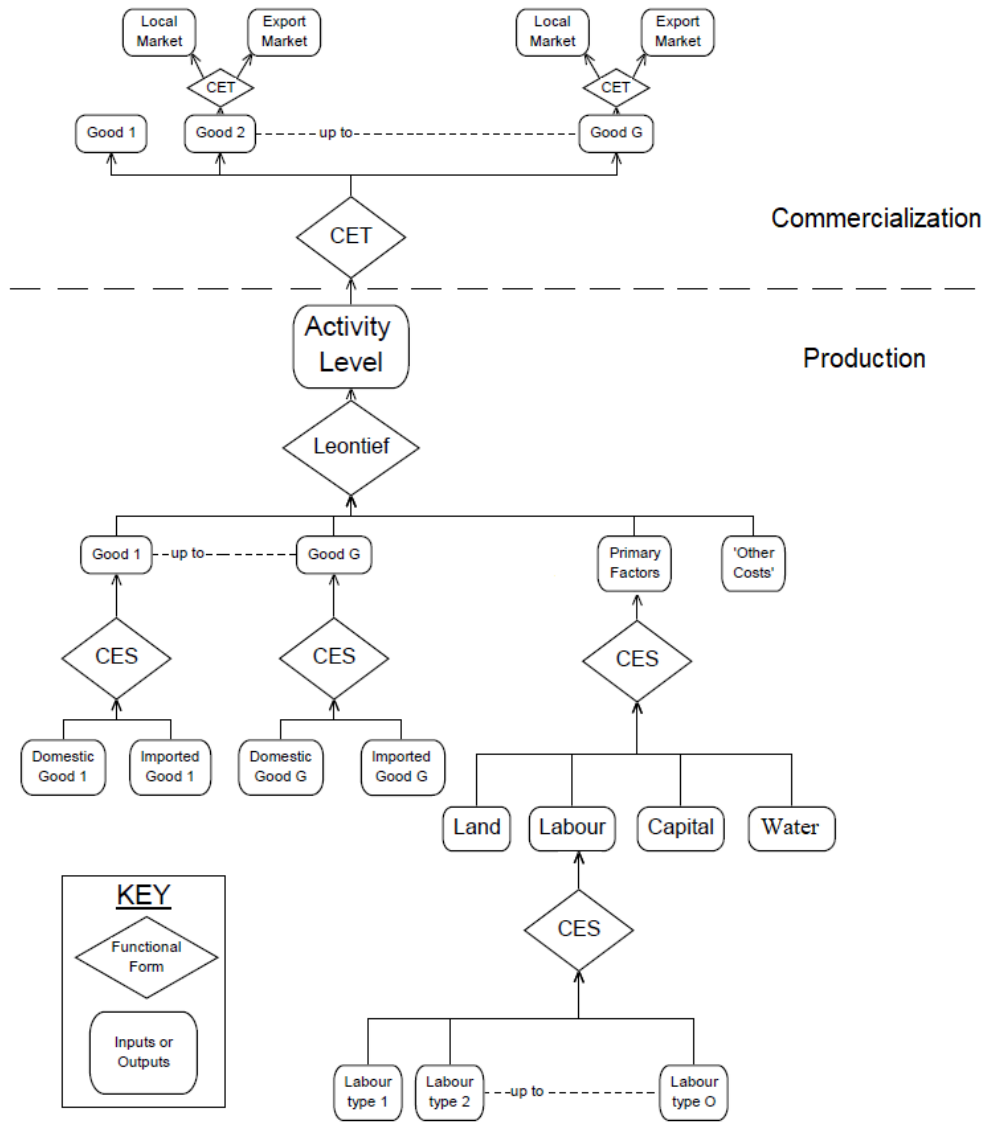 Local
Market
Export
Market
Local
Market
Export
Market
CET
CET
Good 1
Good 2
up to
Good G
CET
Commercialization
Activity
Level
Production
Leontief
Good 1
up to
Good G
Primary
Factors
'Other
Costs'
CES
CES
CES
Domestic
Good 1
Imported
Good 1
Domestic
Good G
Imported
Good G
Land
Labour
Capital
Water
KEY
Functional
Form
Inputs or
Outputs
CES
Labour
type 1
Labour
type 2
up to
Labour
type O